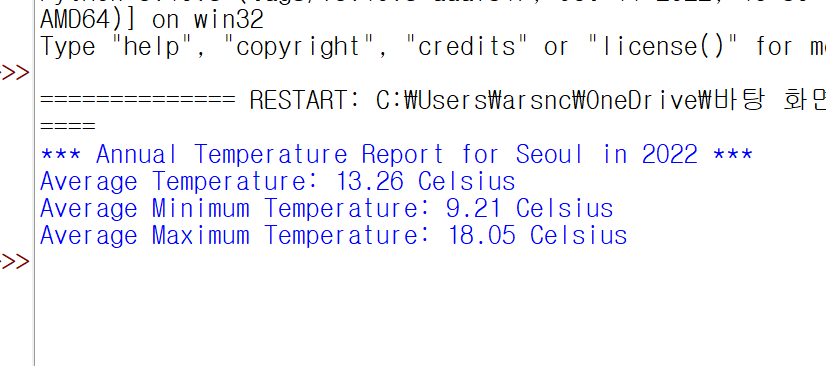 AMD64)] on win32
Type "help", "copyright", "credits" or "license()" for
>>
============== RESTART: C:₩Users₩arsnc₩OneDrive₩바탕 화면
====
*** Annual Temperature Report for Seoul in 2022 ***
Average Temperature: 13.26 Celsius
Average Minimum Temperature: 9.21 Celsius
Average Maximum Temperature: 18.05 Celsius
>>